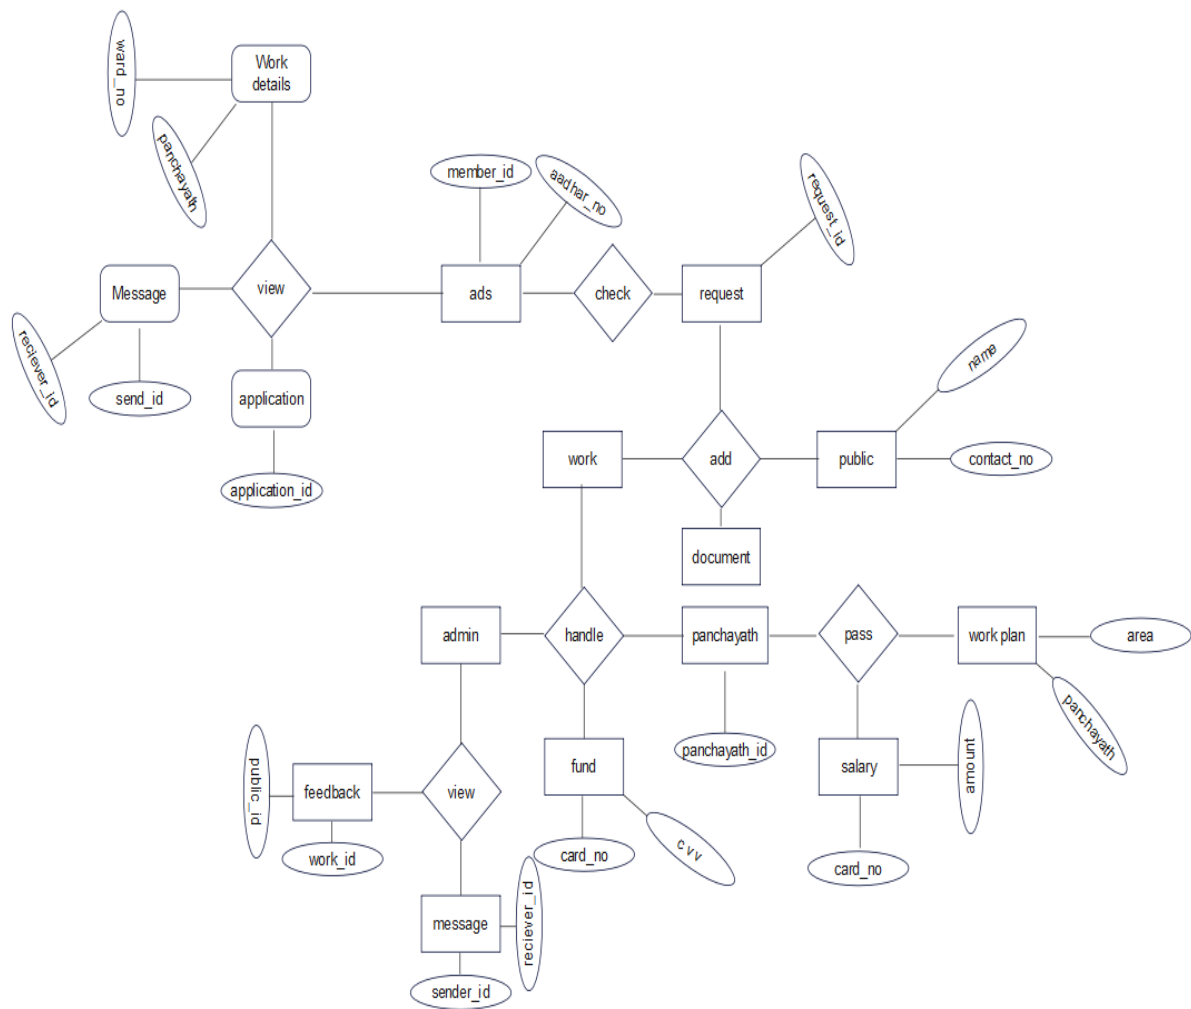 ward_no
Work
details
panchayath
member_id
aadhar_no
request_id
Message
view
ads
check
request
reciever_id
send_id
application
application_id
name
work
add
public
contact_no
document
admin
handle
panchayath
pass
work plan
area
panchayath
panchayath_id
public_id
feedback
view
fund
salary
amount
work_id
card_no
cvv
card_no
message
reciever_id
sender_id